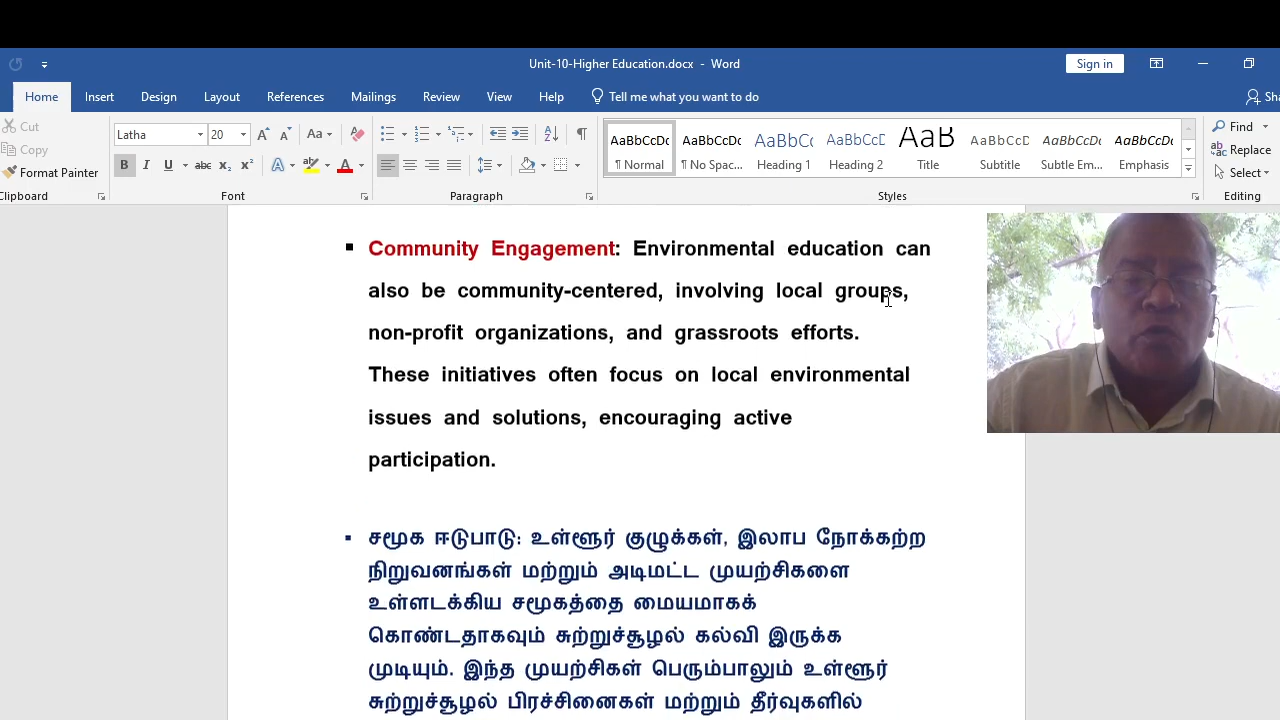 Unit-10-Higher Education.docx - Word
Sign in
Home Insert Design Layout References Mailings Review View Help Tell me what you want to do Sha
Cut
Copy
Format Painter
Clipboard
Latha 20
Font
Paragraph
AaBbCcDc AaBbCcDc AaBbC AaBbCcD AaB AaBbCcD AaBbCcDc AaBbCcDc
¶ Normal ¶ No Spac... Heading 1 Heading 2 Title Subtitle Subtle Em... Emphasis
Styles
Find
Replace
Select
Editing
Community Engagement: Environmental education can
also be community-centered, involving local groups,
non-profit organizations, and grassroots efforts.
These initiatives often focus on local environmental
issues and solutions, encouraging active
participation.
சமூக ஈடுபாடு: உள்ளூர் குழுக்கள், இலாப நோக்கற்ற
நிறுவனங்கள் மற்றும் அடிமட்ட முயற்சிகளை
உள்ளடக்கிய சமூகத்தை மையமாகக்
கொண்டதாகவும் சுற்றுச்சூழல் கல்வி இருக்க
முடியும். இந்த முயற்சிகள் பெரும்பாலும் உள்ளூர்
சுற்றுச்சூழல் பிரச்சினைகள் மற்றும் தீர்வுகளில்